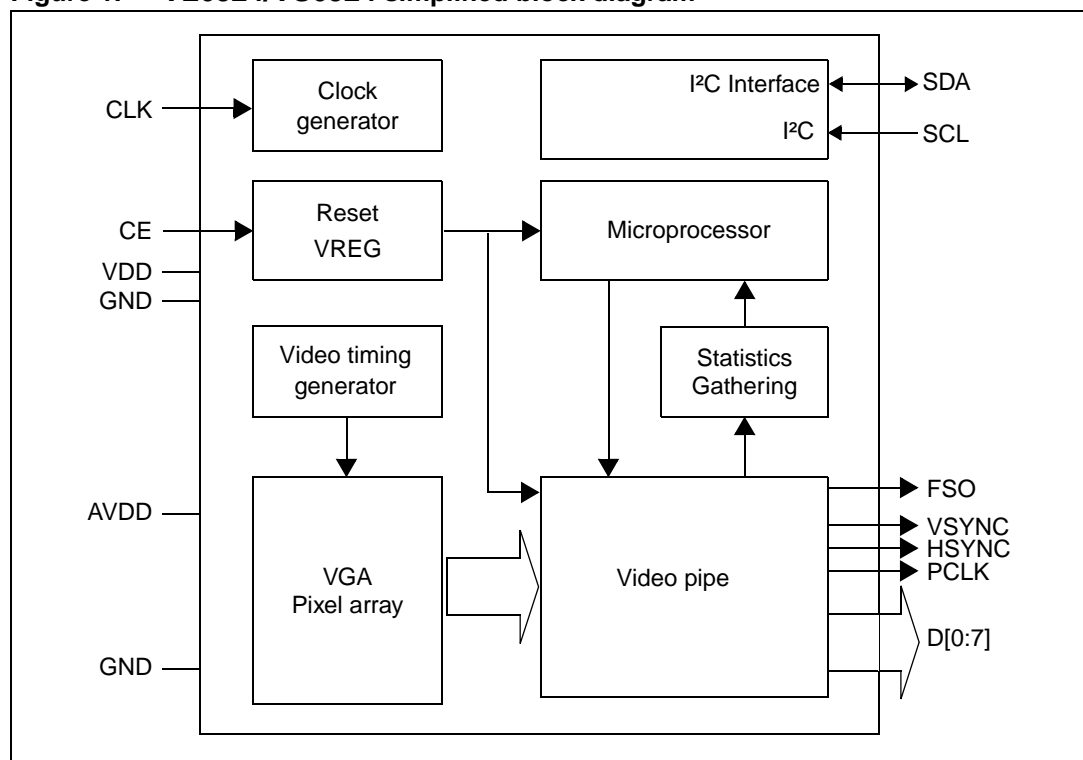 Clock
generator
I²C Interface
SDA
I²C
SCL
CLK
CE
Reset
VREG
Microprocessor
VDD
GND
Video timing
generator
Statistics
Gathering
AVDD
FSO
VSYNC
HSYNC
PCLK
VGA
Pixel array
Video pipe
D[0:7]
GND